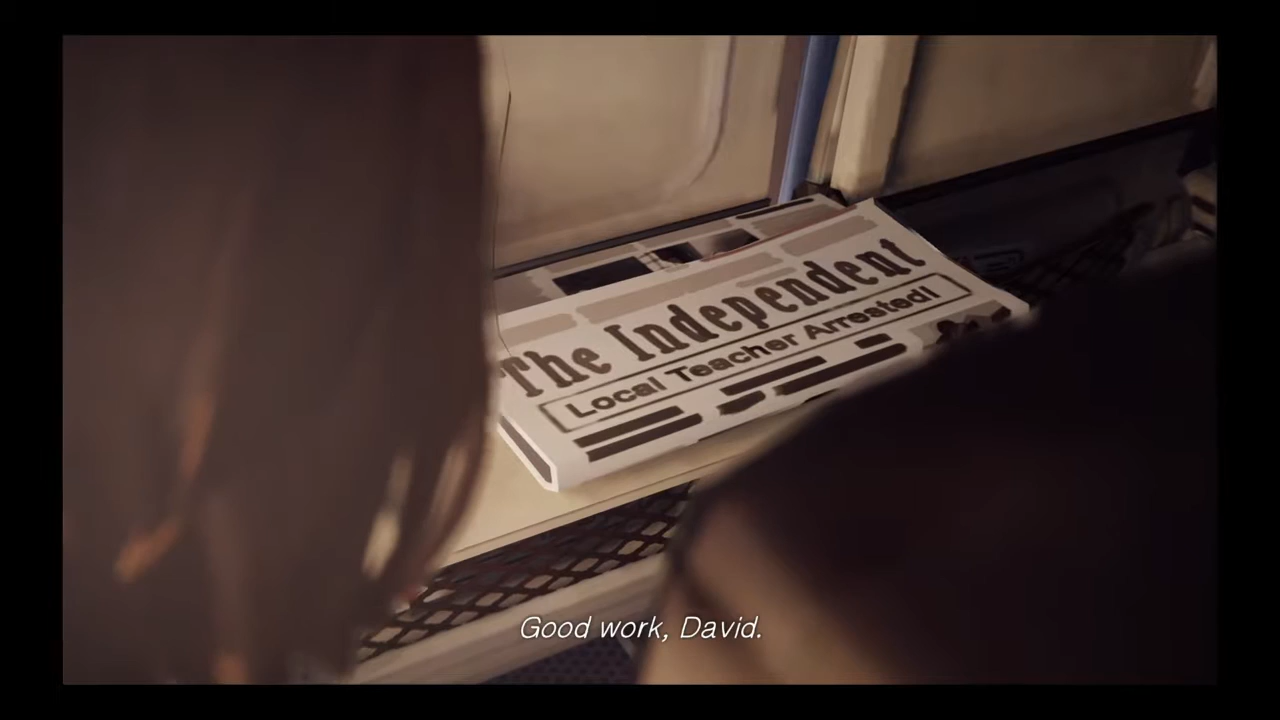 The Independent
Local Teacher Arrested!
Good work, David.